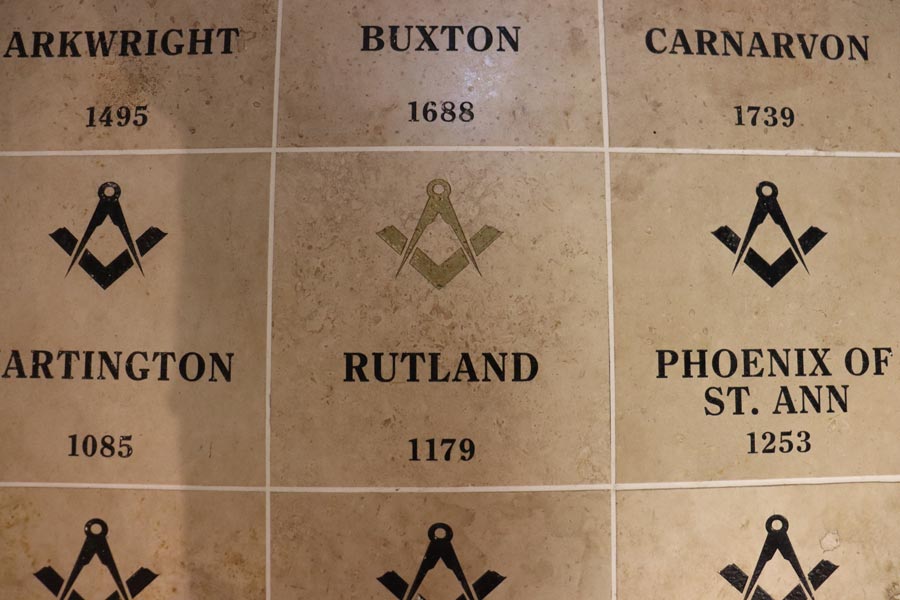 ARKWRIGHT
1495
BUXTON
1688
CARNARVON
1739
ARTINGTON
1085
RUTLAND
1179
PHOENIX OF
ST. ANN
1253